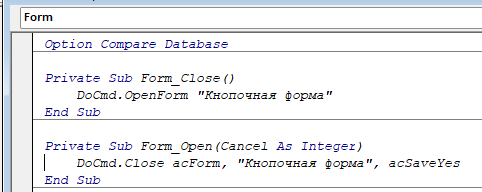 Form
Option Compare Database
Private Sub Form_Close()
DoCmd.OpenForm "Кнопочная форма"
End Sub
Private Sub Form_Open(Cancel As Integer)
DoCmd.Close acForm, "Кнопочная форма", acSaveYes
End Sub